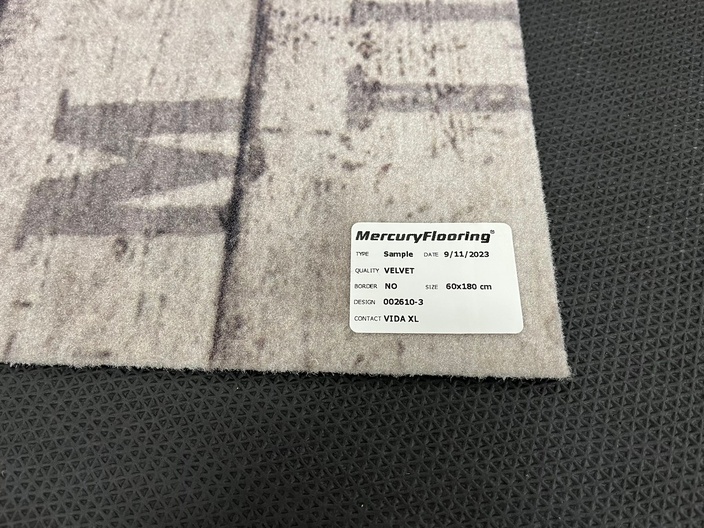 M
MercuryFlooring®
TYPE Sample DATE 9/11/2023
QUALITY VELVET
BORDER NO SIZE 60x180 cm
DESIGN 002610-3
CONTACT VIDA XL